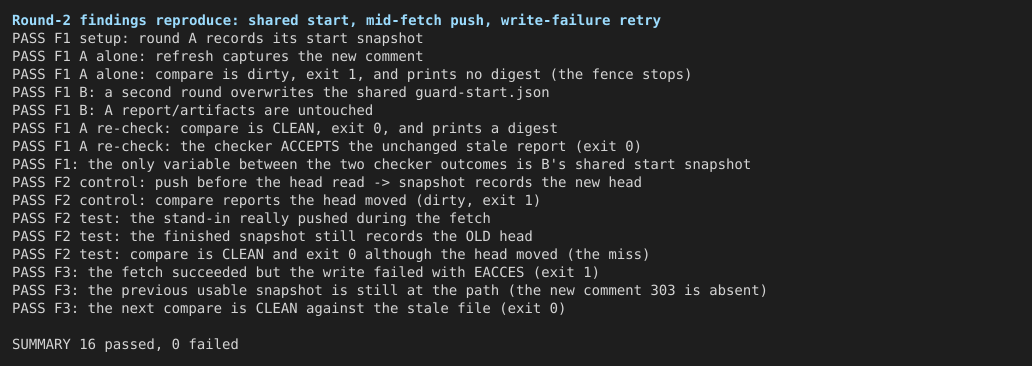 Round-2 findings reproduce: shared start, mid-fetch push, write-failure retry
PASS F1 setup: round A records its start snapshot
PASS F1 A alone: refresh captures the new comment
PASS F1 A alone: compare is dirty, exit 1, and prints no digest (the fence stops)
PASS F1 B: a second round overwrites the shared guard-start.json
PASS F1 B: A report/artifacts are untouched
PASS F1 A re-check: compare is CLEAN, exit 0, and prints a digest
PASS F1 A re-check: the checker ACCEPTS the unchanged stale report (exit 0)
PASS F1: the only variable between the two checker outcomes is B's shared start snapshot
PASS F2 control: push before the head read -> snapshot records the new head
PASS F2 control: compare reports the head moved (dirty, exit 1)
PASS F2 test: the stand-in really pushed during the fetch
PASS F2 test: the finished snapshot still records the OLD head
PASS F2 test: compare is CLEAN and exit 0 although the head moved (the miss)
PASS F3: the fetch succeeded but the write failed with EACCES (exit 1)
PASS F3: the previous usable snapshot is still at the path (the new comment 303 is absent)
PASS F3: the next compare is CLEAN against the stale file (exit 0)
SUMMARY 16 passed, 0 failed